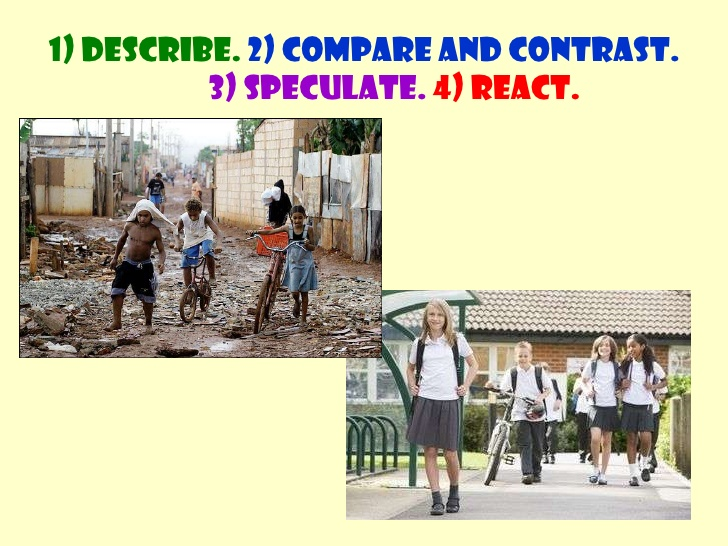 1) DESCRIBE. 2) COMPARE AND CONTRAST.
3) SPECULATE. 4) REACT.